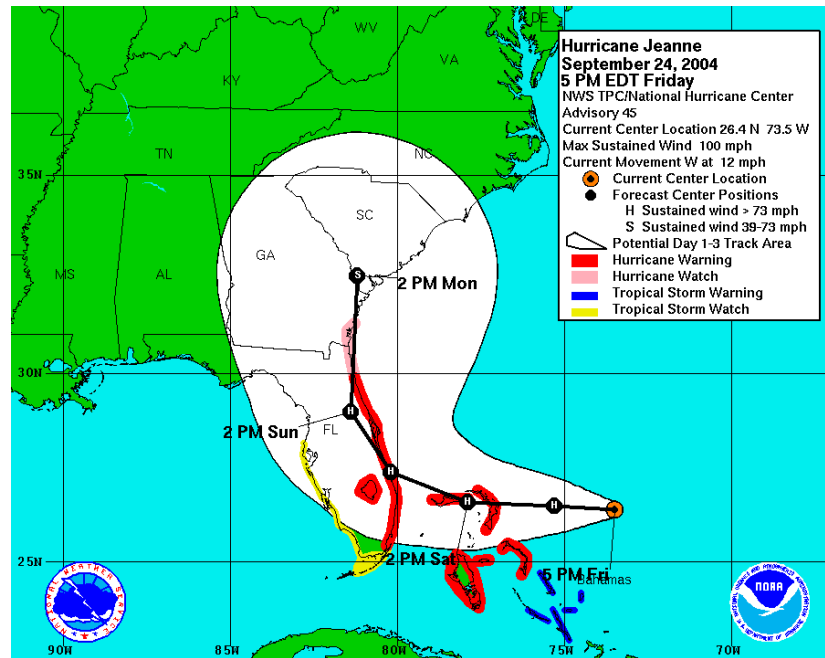 DE
WV
VA
KY
TN
NC
SC
GA
AL
MS
FL
Hurricane Jeanne
September 24, 2004
5 PM EDT Friday
NWS TPC/National Hurricane Center
Advisory 45
Current Center Location 26.4 N 73.5 W
Max Sustained Wind 100 mph
Current Movement W at 12 mph
Current Center Location
Forecast Center Positions
H Sustained wind > 73 mph
S Sustained wind 39-73 mph
Potential Day 1-3 Track Area
Hurricane Warning
Hurricane Watch
Tropical Storm Warning
Tropical Storm Watch
35N
S
2 PM Mon
30N
H
2 PM Sun
H
H
H
2 PM Sat
25N
5 PM Fri
Bahamas
NATIONAL WEATHER SERVICE
NOAA
90W
85W
80W
75W
70W